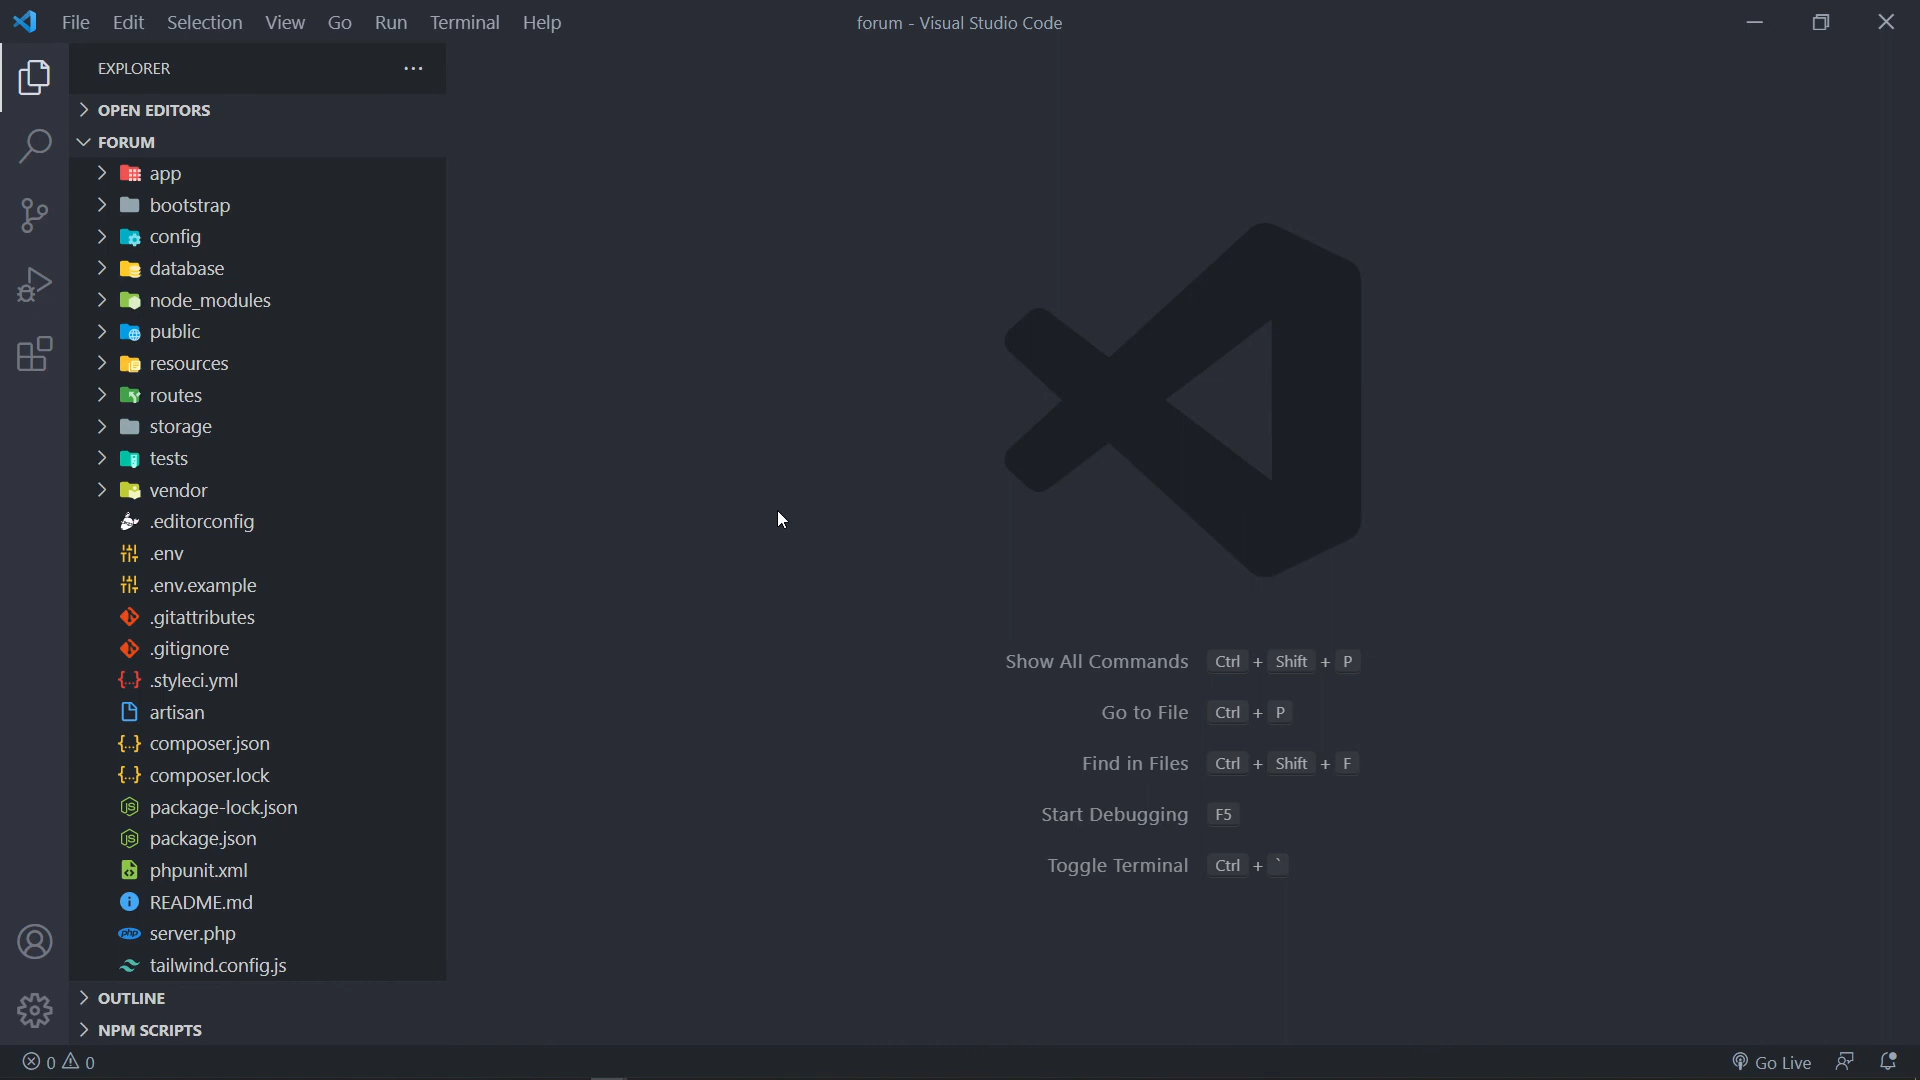 File Edit Selection View Go Run Terminal Help
forum - Visual Studio Code
EXPLORER
OPEN EDITORS
FORUM
app
bootstrap
config
database
node_modules
public
resources
routes
storage
tests
vendor
.editorconfig
.env
.env.example
.gitattributes
.gitignore
.styleci.yml
artisan
composer.json
composer.lock
package-lock.json
package.json
phpunit.xml
README.md
php server.php
tailwind.config.js
OUTLINE
NPM SCRIPTS
Show All Commands Ctrl + Shift + P
Go to File Ctrl + P
Find in Files Ctrl + Shift + F
Start Debugging F5
Toggle Terminal Ctrl + `
0 0
Go Live